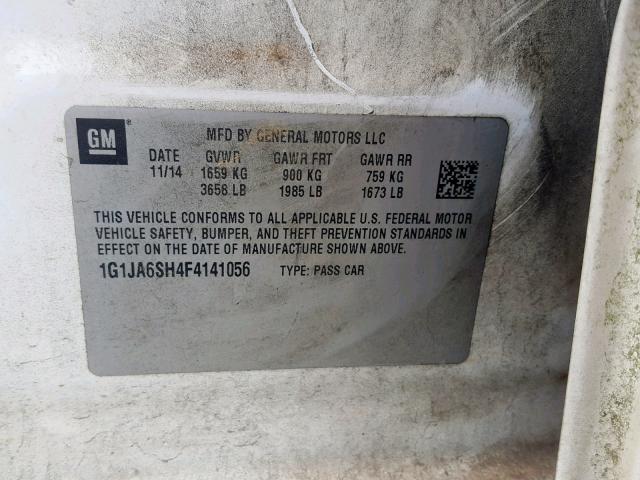 GM
MFD BY GENERAL MOTORS LLC
DATE GVWR GAWR FRT GAWR RR
11/14 1659 KG 900 KG 759 KG
3658 LB 1985 LB 1673 LB
THIS VEHICLE CONFORMS TO ALL APPLICABLE U.S. FEDERAL MOTOR
VEHICLE SAFETY, BUMPER, AND THEFT PREVENTION STANDARDS IN
EFFECT ON THE DATE OF MANUFACTURE SHOWN ABOVE.
1G1JA6SH4F4141056 TYPE: PASS CAR